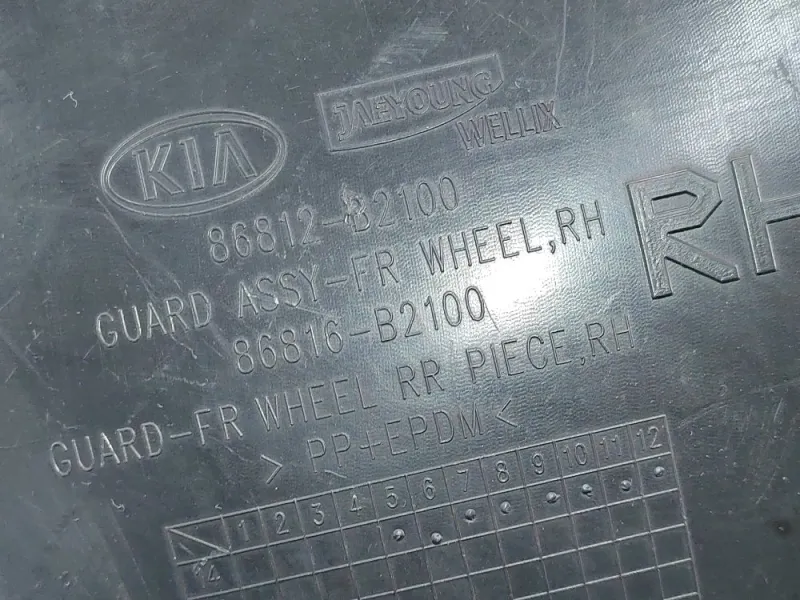 JAEYOUNG
WELLIX
KIA
86812-B2100
RH
GUARD ASSY-FR WHEEL,RH
86816-B2100
GUARD-FR WHEEL RR PIECE,RH
> PP+EPDM <
1 2 3 4 5 6 7 8 9 10 11 12
14